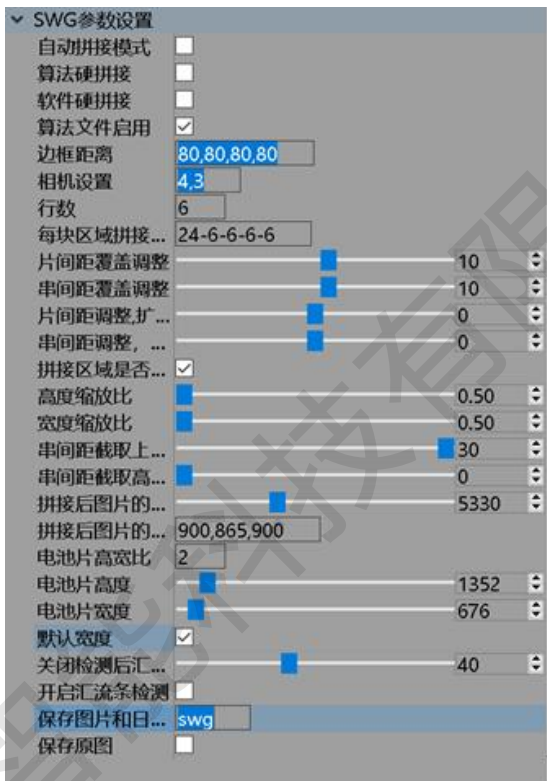 SWG参数设置
自动拼接模式
算法硬拼接
软件硬拼接
算法文件启用
边框距离 80,80,80,80
相机设置 4,3
行数 6
每块区域拼接... 24-6-6-6-6
片间距覆盖调整 10
串间距覆盖调整 10
片间距调整,扩... 0
串间距调整，... 0
拼接区域是否...
高度缩放比 0.50
宽度缩放比 0.50
串间距截取上... 30
串间距截取高... 0
拼接后图片的... 5330
拼接后图片的... 900,865,900
电池片高宽比 2
电池片高度 1352
电池片宽度 676
默认宽度
关闭检测后汇... 40
开启汇流条检测
保存图片和日... swg
保存原图